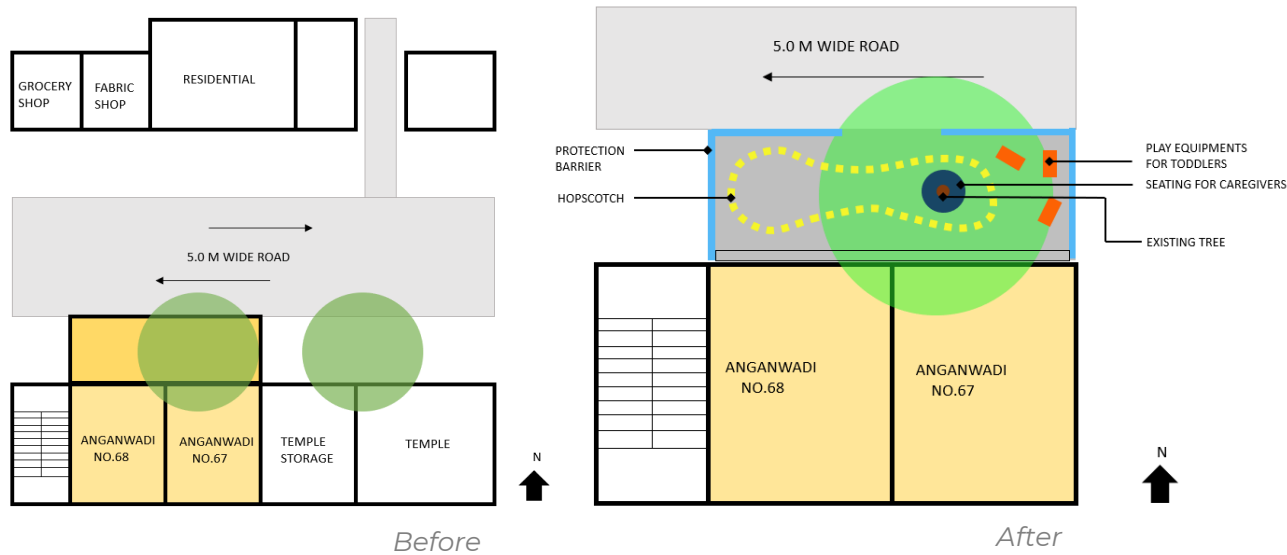 GROCERY
SHOP
FABRIC
SHOP
RESIDENTIAL
5.0 M WIDE ROAD
ANGANWADI
NO.68
ANGANWADI
NO.67
TEMPLE
STORAGE
TEMPLE
N
Before
5.0 M WIDE ROAD
PROTECTION
BARRIER
HOPSCOTCH
PLAY EQUIPMENTS
FOR TODDLERS
SEATING FOR CAREGIVERS
EXISTING TREE
ANGANWADI
NO.68
ANGANWADI
NO.67
N
After